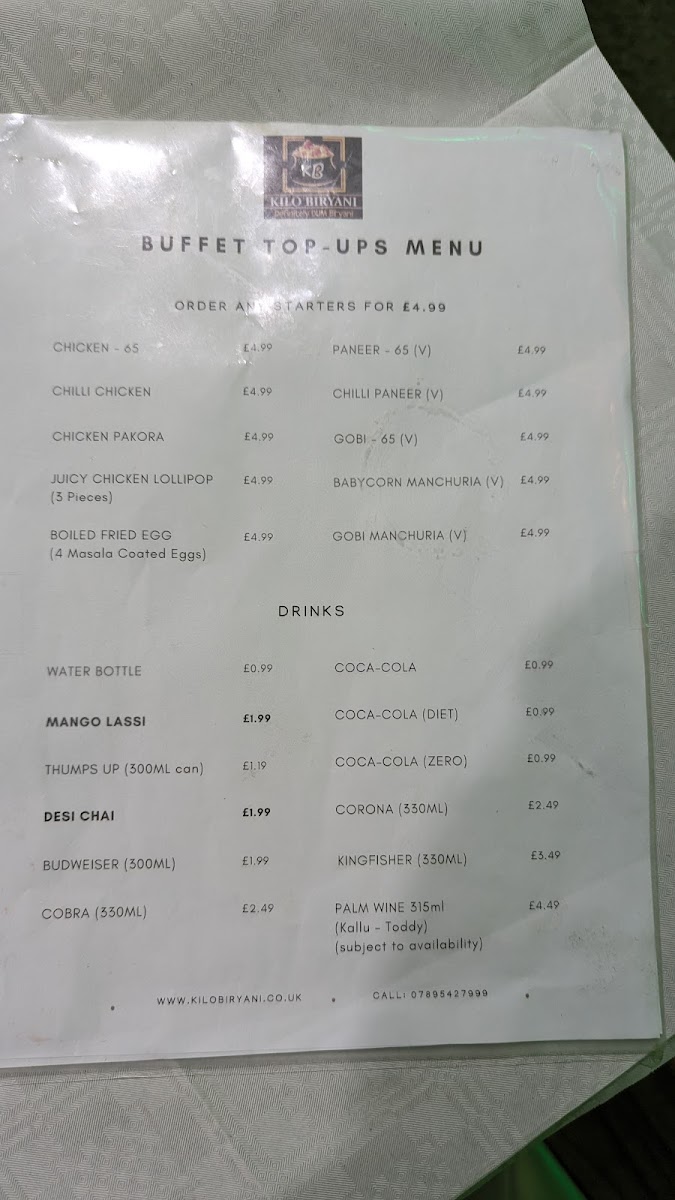 KB
KILO BIRYANI
Definitely DUM Biryani
BUFFET TOP-UPS MENU
ORDER ANY STARTERS FOR £4.99
CHICKEN - 65 £4.99
CHILLI CHICKEN £4.99
CHICKEN PAKORA £4.99
JUICY CHICKEN LOLLIPOP £4.99
(3 Pieces)
BOILED FRIED EGG £4.99
(4 Masala Coated Eggs)
PANEER - 65 (V) £4.99
CHILLI PANEER (V) £4.99
GOBI - 65 (V) £4.99
BABYCORN MANCHURIA (V) £4.99
GOBI MANCHURIA (V) £4.99
DRINKS
WATER BOTTLE £0.99
MANGO LASSI £1.99
THUMPS UP (300ML can) £1.19
DESI CHAI £1.99
BUDWEISER (300ML) £1.99
COBRA (330ML) £2.49
COCA-COLA £0.99
COCA-COLA (DIET) £0.99
COCA-COLA (ZERO) £0.99
CORONA (330ML) £2.49
KINGFISHER (330ML) £3.49
PALM WINE 315ml £4.49
(Kallu - Toddy)
(subject to availability)
WWW.KILOBIRYANI.CO.UK • CALL: 07895427999